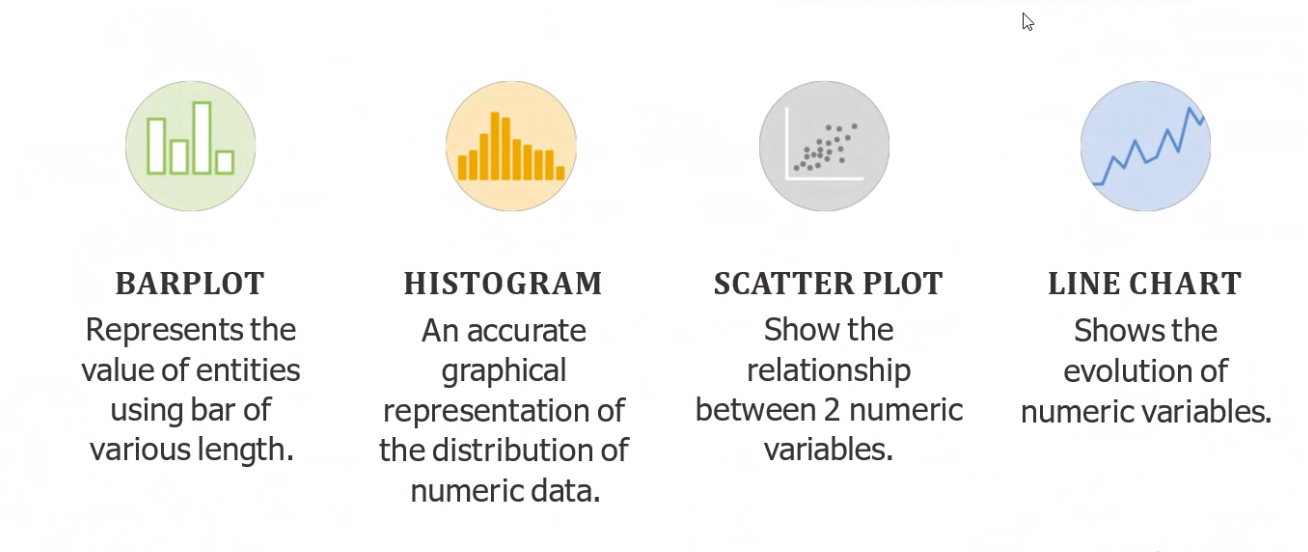 BARPLOT
Represents the
value of entities
using bar of
various length.
HISTOGRAM
An accurate
graphical
representation of
the distribution of
numeric data.
SCATTER PLOT
Show the
relationship
between 2 numeric
variables.
LINE CHART
Shows the
evolution of
numeric variables.